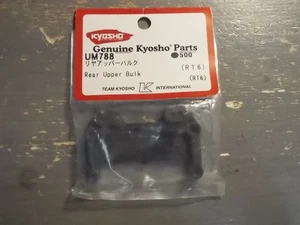 KYOSHO
Genuine Kyosho Parts
UM788 500
リヤアッパーバルク (RT6)
Rear Upper Bulk (RT6)
TEAM KYOSHO K INTERNATIONAL